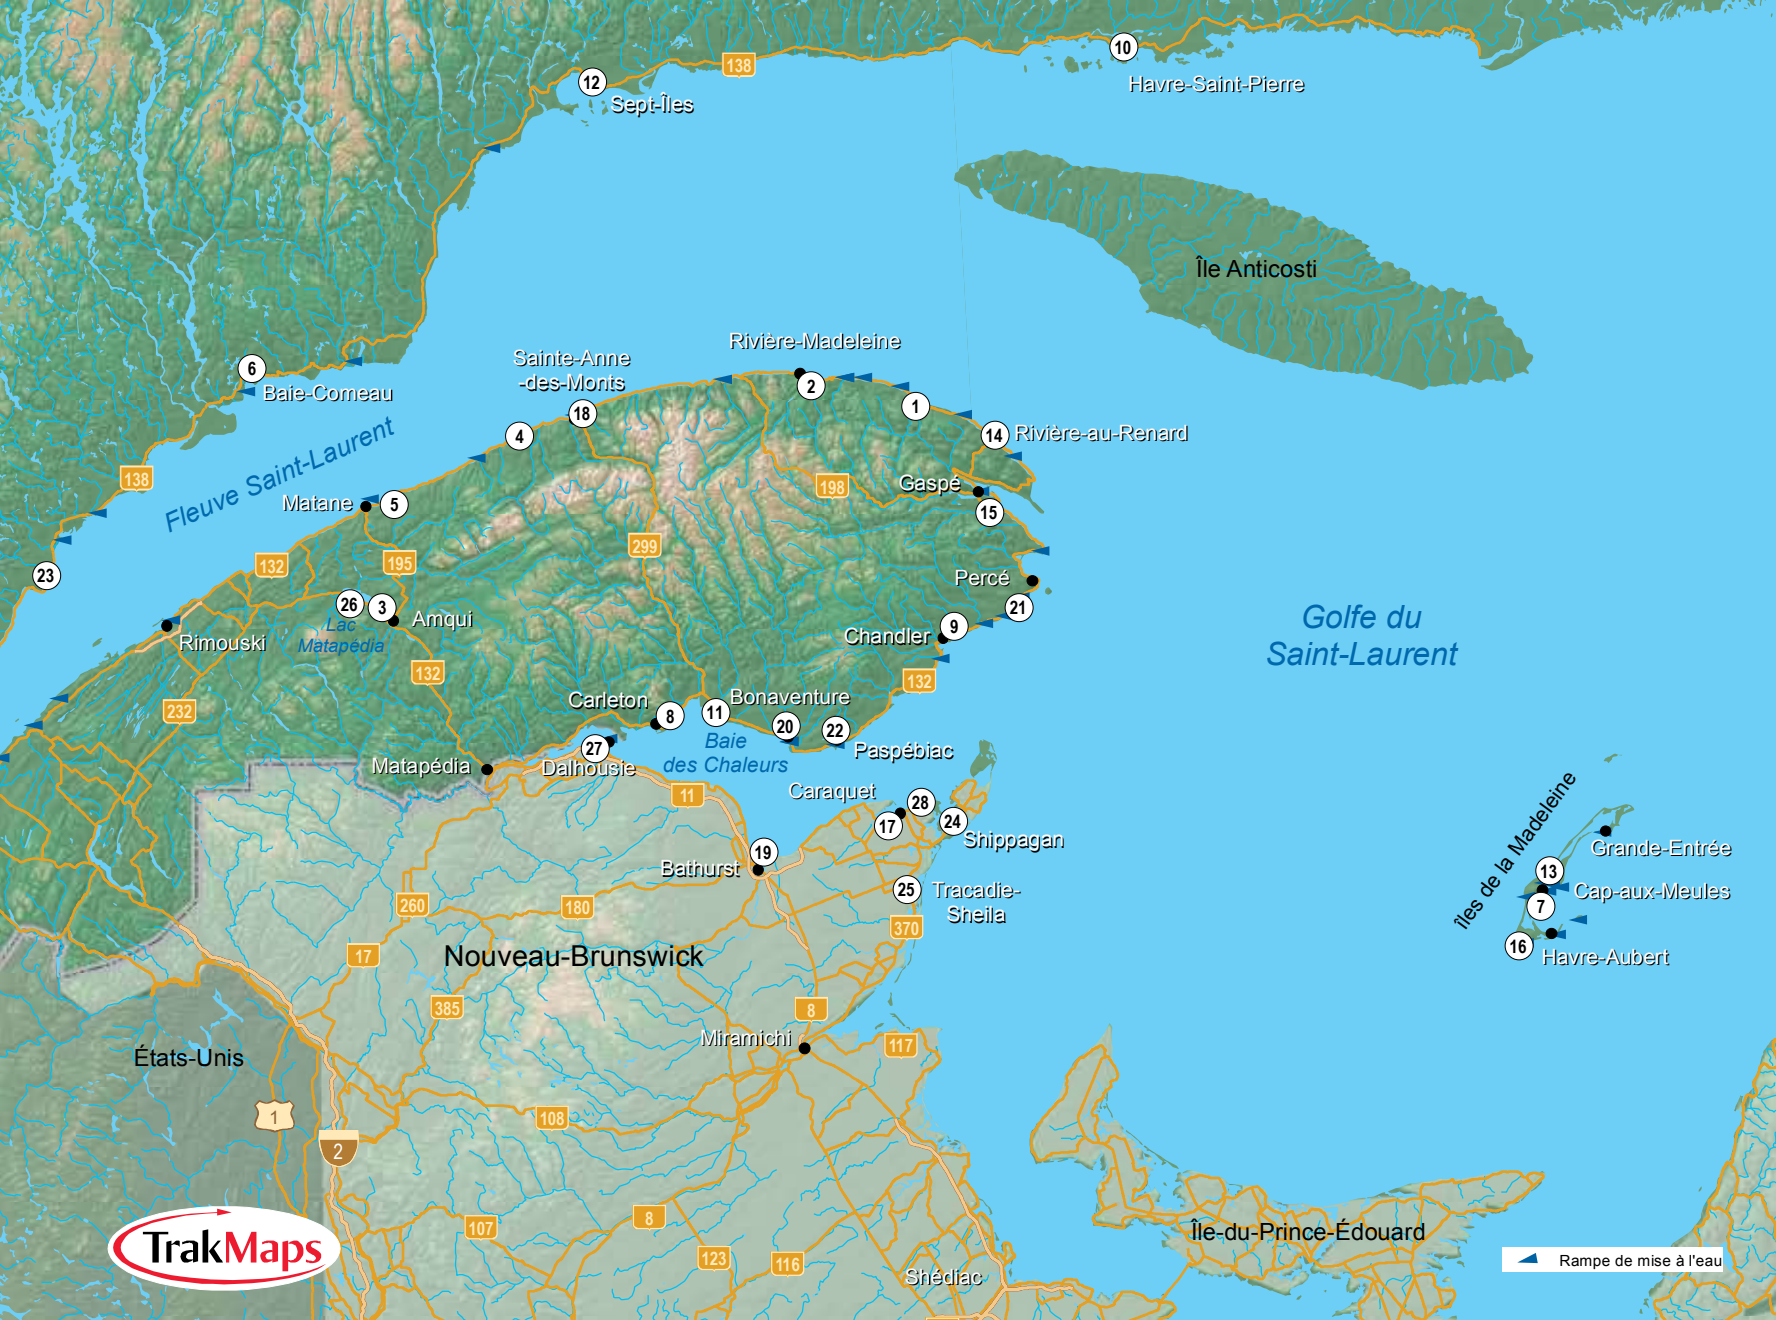 10
138
12
Havre-Saint-Pierre
Sept-Îles
Île Anticosti
Rivière-Madeleine
Sainte-Anne
-des-Monts
6
Baie-Comeau
2
1
18
4
14
Rivière-au-Renard
Fleuve Saint-Laurent
138
198
Gaspé
Matane
5
15
299
195
132
23
Percé
26
3
Amqui
21
Lac
Matapédia
9
Chandler
Rimouski
Golfe du
Saint-Laurent
132
132
Carleton
8
Bonaventure
11
232
20
22
Baie
des Chaleurs
Paspébiac
27
Dalhousie
Matapédia
11
Caraquet
28
17
24
Shippagan
îles de la Madeleine
Grande-Entrée
19
Bathurst
13
Cap-aux-Meules
7
25
Tracadie-
Sheila
260
180
370
16
Havre-Aubert
17
Nouveau-Brunswick
385
8
Miramichi
117
États-Unis
1
108
2
107
8
Île-du-Prince-Édouard
TrakMaps
123
116
Shédiac
Rampe de mise à l'eau